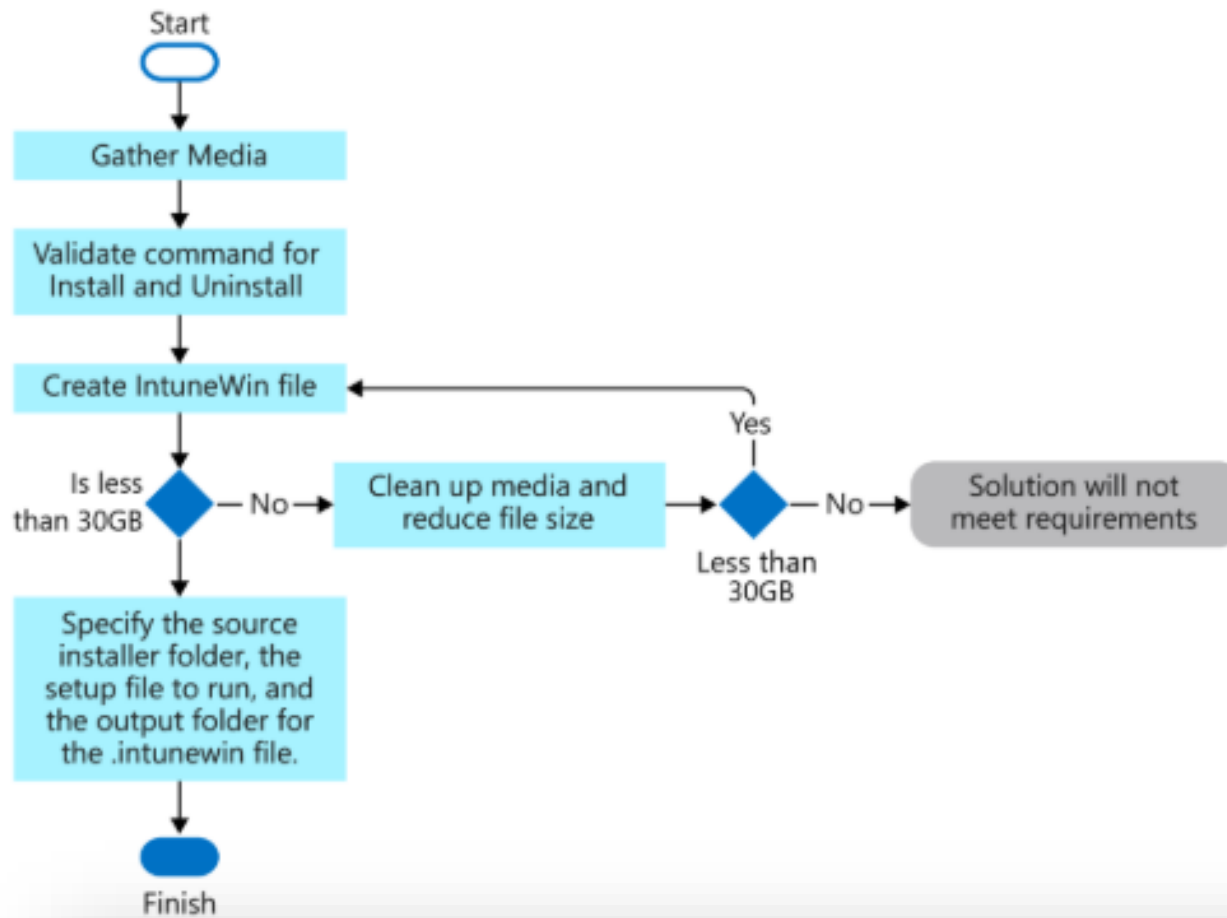 Start
Gather Media
Validate command for
Install and Uninstall
Create IntuneWin file
Yes
Is less
than 30GB
No
Clean up media and
reduce file size
Less than
30GB
No
Solution will not
meet requirements
Specify the source
installer folder, the
setup file to run, and
the output folder for
the .intunewin file.
Finish